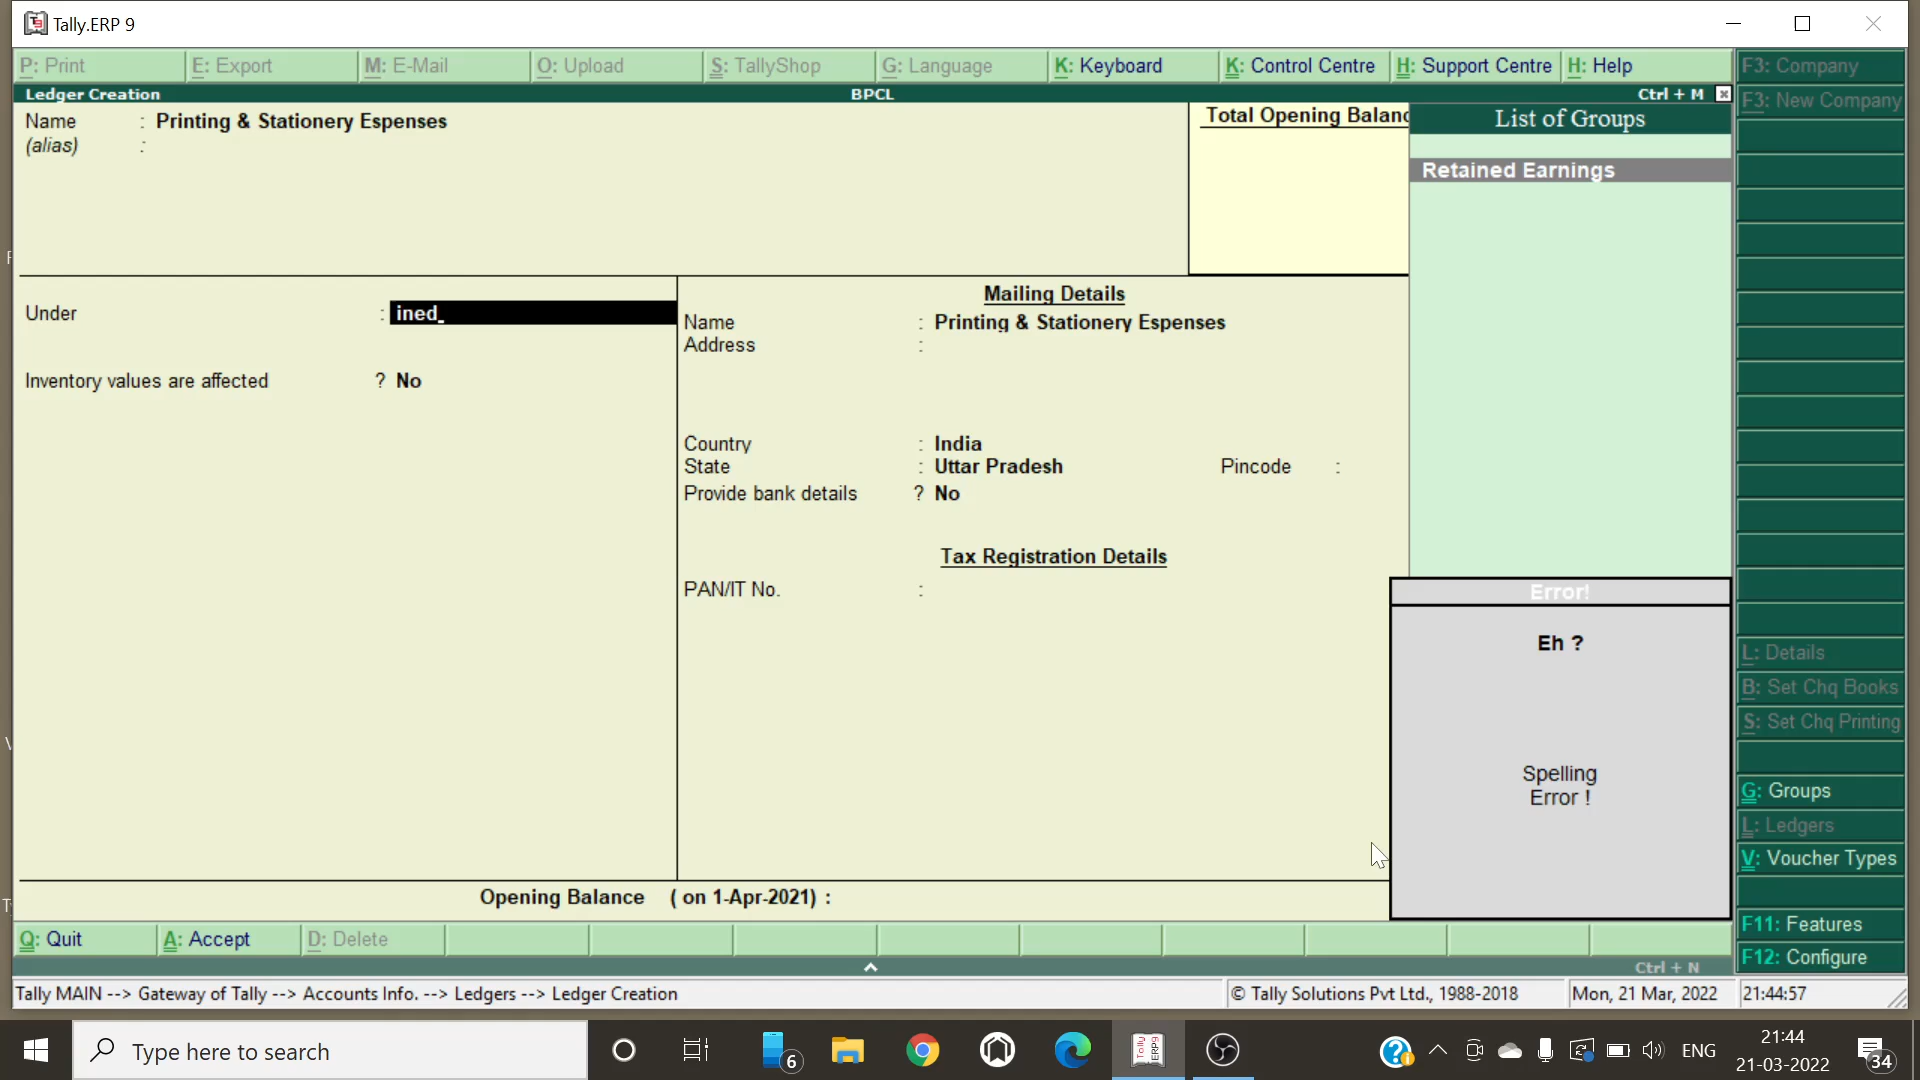 Tally.ERP 9
P: Print E: Export M: E-Mail O: Upload S: TallyShop G: Language K: Keyboard K: Control Centre H: Support Centre H: Help
F3: Company
Ledger Creation BPCL Ctrl + M
F3: New Company
Name : Printing & Stationery Espenses
(alias) :
Total Opening Balanc
List of Groups
Retained Earnings
Under : ined_
Inventory values are affected ? No
Mailing Details
Name : Printing & Stationery Espenses
Address :
Country : India
State : Uttar Pradesh Pincode :
Provide bank details ? No
Tax Registration Details
PAN/IT No. :
Error!
Eh ?
Spelling
Error !
L: Details
B: Set Chq Books
S: Set Chq Printing
G: Groups
L: Ledgers
V: Voucher Types
F11: Features
F12: Configure
Opening Balance ( on 1-Apr-2021) :
Q: Quit A: Accept D: Delete
Ctrl + N
Tally MAIN --> Gateway of Tally --> Accounts Info. --> Ledgers --> Ledger Creation © Tally Solutions Pvt Ltd., 1988-2018 Mon, 21 Mar, 2022 21:44:57
Type here to search
6
Tally
ERP9
ENG
21:44
21-03-2022
34